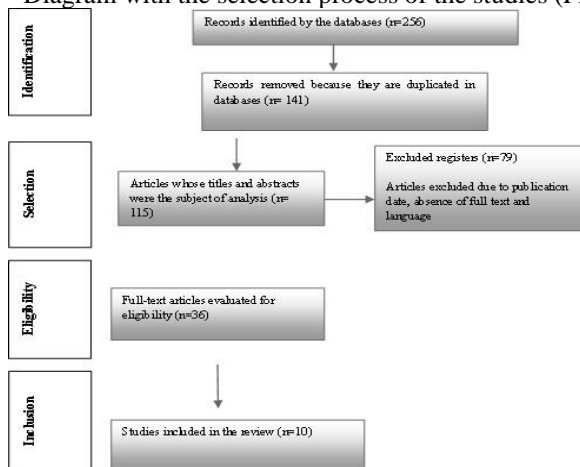 Diagram with the selection process of the studies
Identification
Records identified by the databases (n=256)
Records removed because they are duplicated in
databases (n= 141)
Selection
Articles whose titles and abstracts
were the subject of analysis (n=
115)
Excluded registers (n=79)
Articles excluded due to publication
date, absence of full text and
language
Eligibility
Full-text articles evaluated for
eligibility (n=36)
Inclusion
Studies included in the review (n=10)